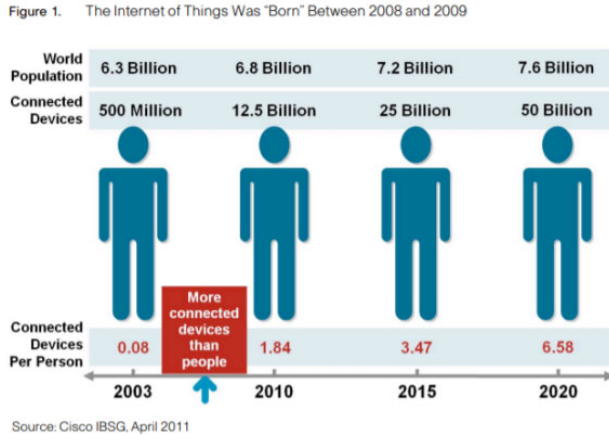 Figure 1. The Internet of Things Was "Born" Between 2008 and 2009
World
Population
6.3 Billion 6.8 Billion 7.2 Billion 7.6 Billion
Connected
Devices
500 Million 12.5 Billion 25 Billion 50 Billion
More
connected
devices
than
people
Connected
Devices
Per Person
0.08 1.84 3.47 6.58
2003 2010 2015 2020
Source: Cisco IBSG, April 2011